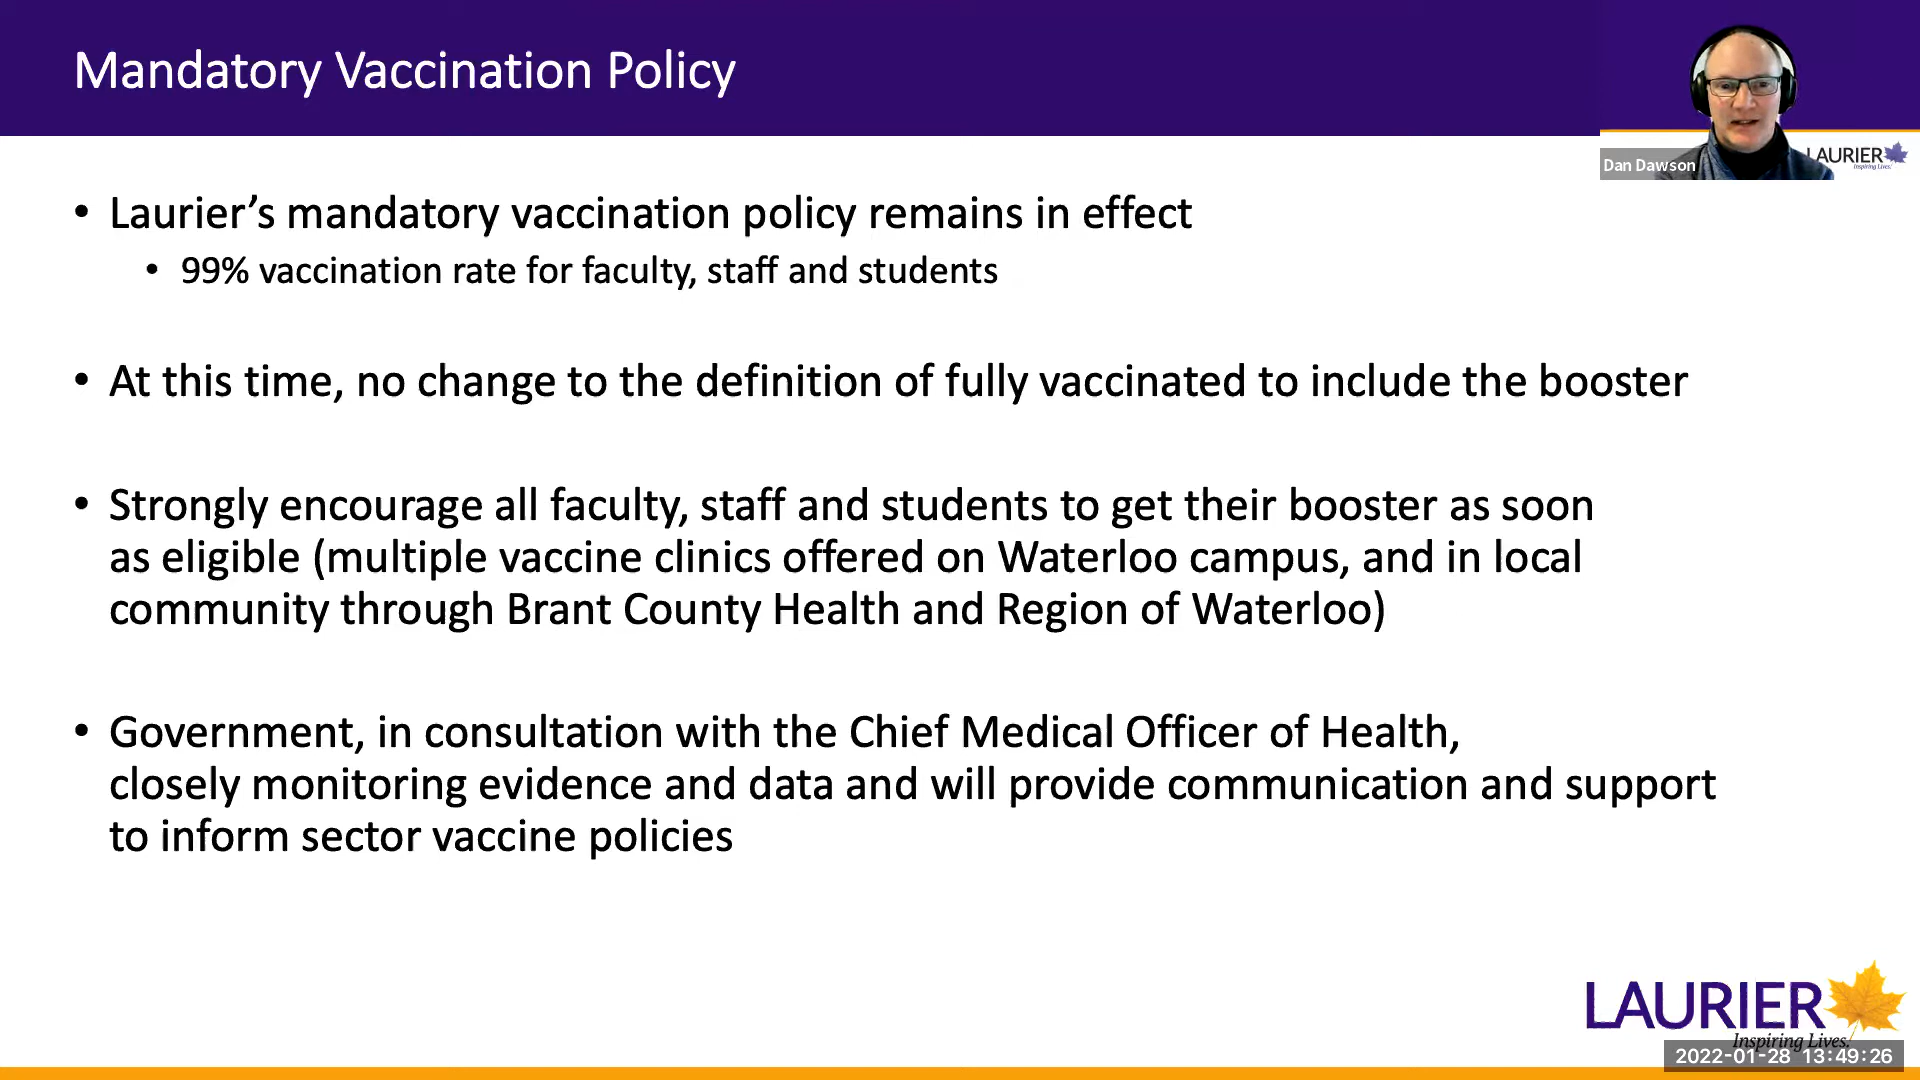 Mandatory Vaccination Policy
Dan Dawson
LAURIER
Inspiring Lives.
• Laurier’s mandatory vaccination policy remains in effect
• 99% vaccination rate for faculty, staff and students
• At this time, no change to the definition of fully vaccinated to include the booster
• Strongly encourage all faculty, staff and students to get their booster as soon
as eligible (multiple vaccine clinics offered on Waterloo campus, and in local
community through Brant County Health and Region of Waterloo)
• Government, in consultation with the Chief Medical Officer of Health,
closely monitoring evidence and data and will provide communication and support
to inform sector vaccine policies
LAURIER
Inspiring Lives.
2022-01-28 13:49:26